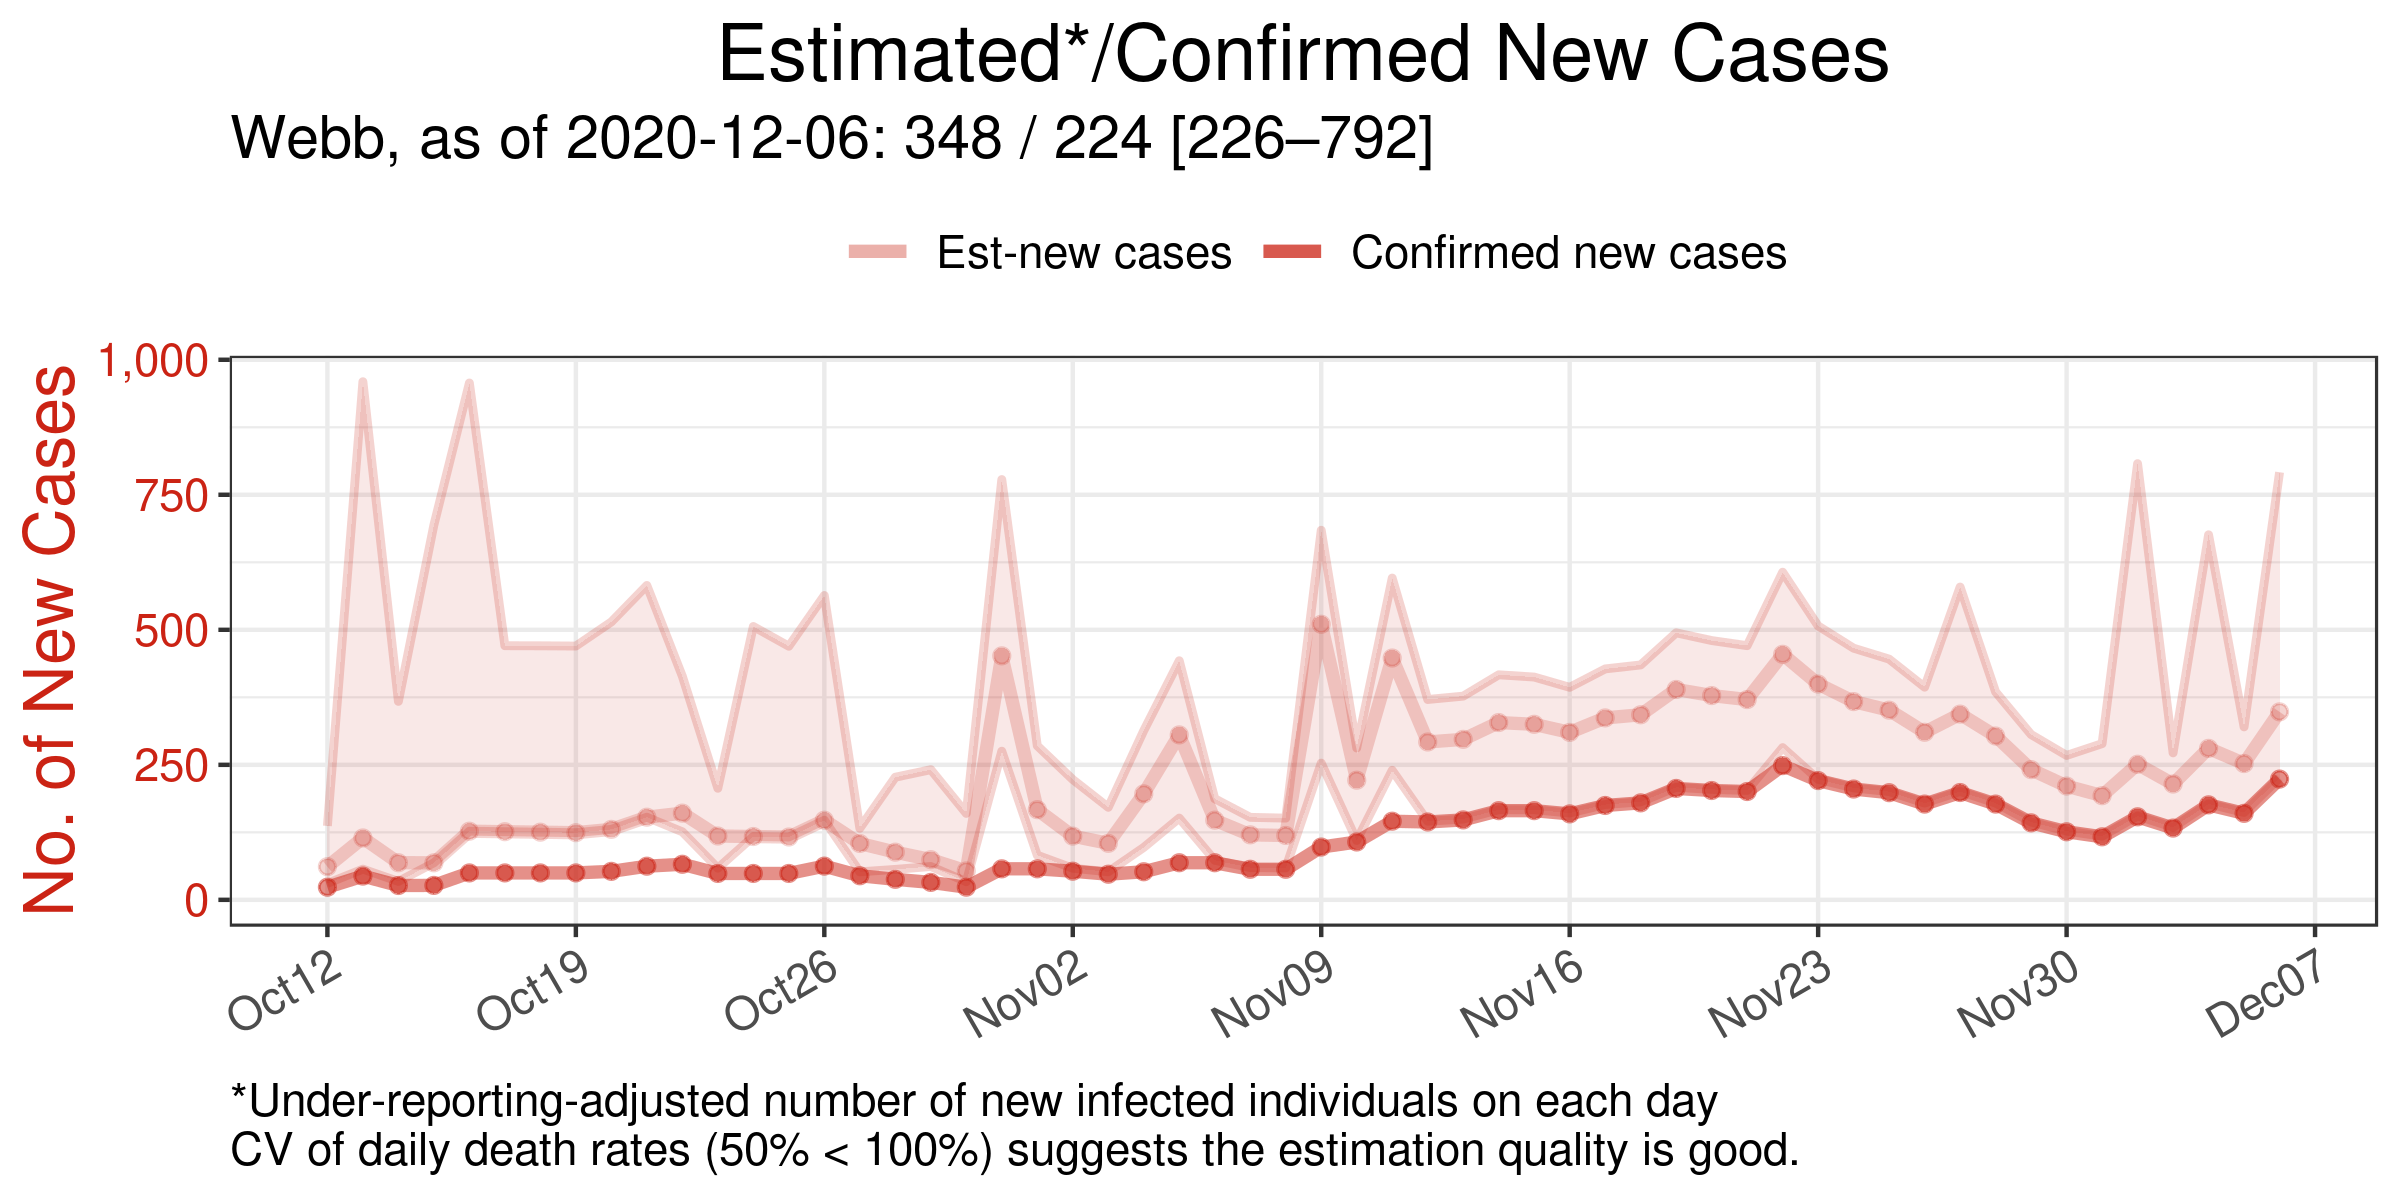 Estimated*/Confirmed New Cases
Webb, as of 2020-12-06: 348 / 224 [226–792]
Est-new cases
Confirmed new cases
No. of New Cases
1,000
750
500
250
0
Oct12
Oct19
Oct26
Nov02
Nov09
Nov16
Nov23
Nov30
Dec07
*Under-reporting-adjusted number of new infected individuals on each day
CV of daily death rates (50% < 100%) suggests the estimation quality is good.